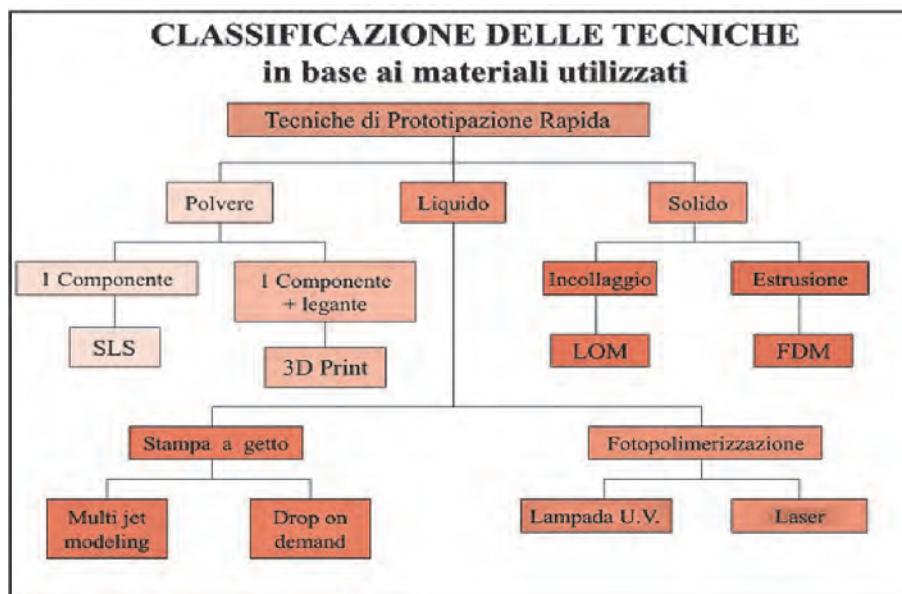 CLASSIFICAZIONE DELLE TECNICHE
in base ai materiali utilizzati
Tecniche di Prototipazione Rapida
Polvere
Liquido
Solido
1 Componente
1 Componente
+ legante
Incollaggio
Estrusione
SLS
3D Print
LOM
FDM
Stampa a getto
Fotopolimerizzazione
Multi jet
modeling
Drop on
demand
Lampada U.V.
Laser